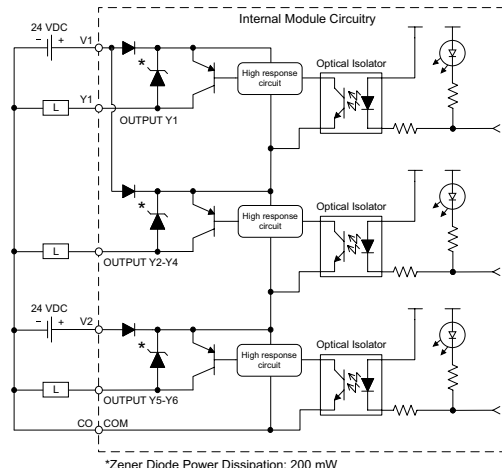 Internal Module Circuitry
24 VDC
− + V1
*
High response circuit
Optical Isolator
L
Y1
OUTPUT Y1
*
High response circuit
Optical Isolator
L
OUTPUT Y2-Y4
24 VDC
− + V2
*
High response circuit
Optical Isolator
L
OUTPUT Y5-Y6
CO COM
*Zener Diode Power Dissipation: 200 mW